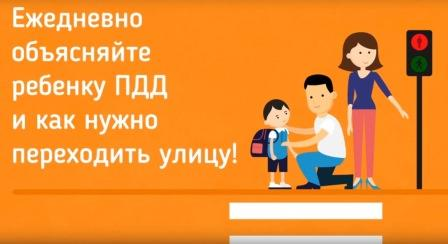 Ежедневно
объясняйте
ребенку ПДД
и как нужно
переходить улицу!